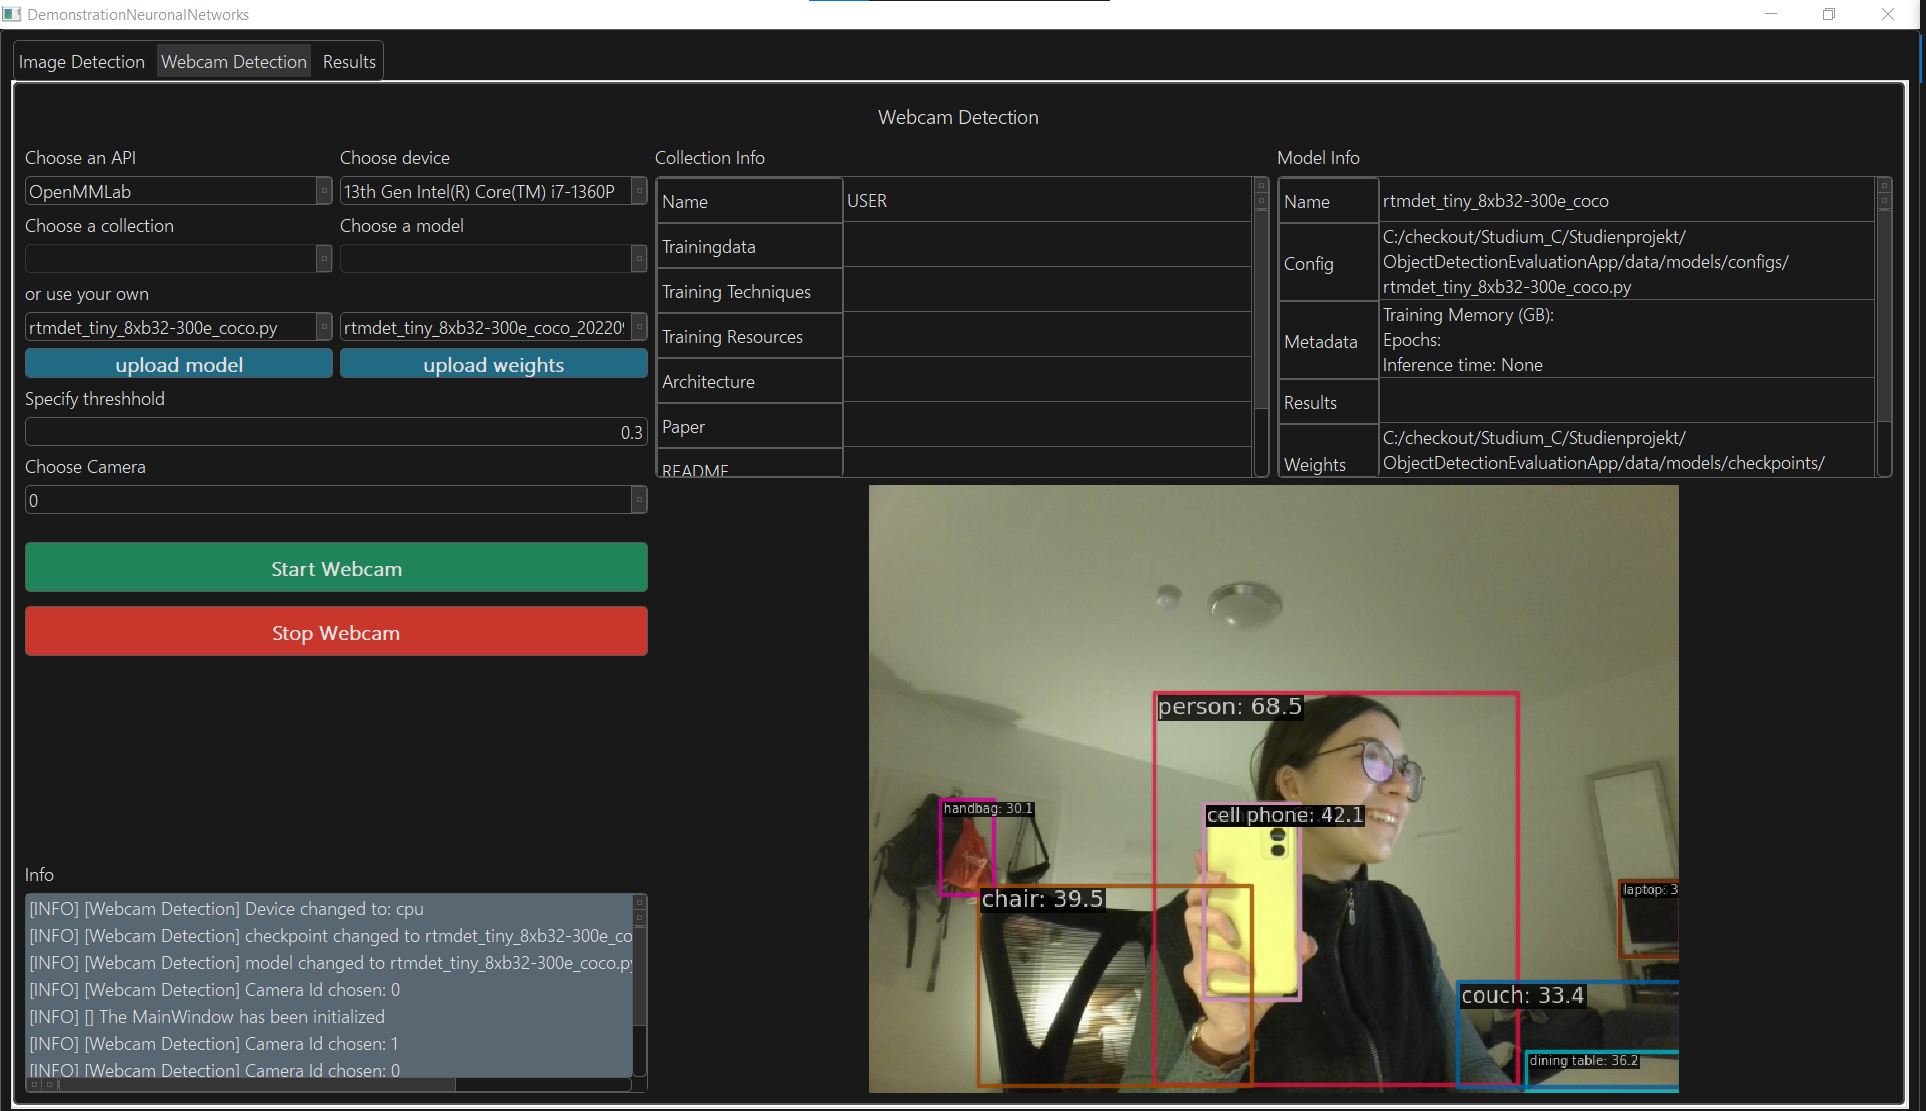 DemonstrationNeuronalNetworks
Image Detection
Webcam Detection
Results
Webcam Detection
Choose an API
Choose device
OpenMMLab
13th Gen Intel(R) Core(TM) i7-1360P
Choose a collection
Choose a model
or use your own
rtmdet_tiny_8xb32-300e_coco.py
rtmdet_tiny_8xb32-300e_coco_20220
upload model
upload weights
Specify threshhold
0.3
Choose Camera
0
Start Webcam
Stop Webcam
Info
[INFO] [Webcam Detection] Device changed to: cpu
[INFO] [Webcam Detection] checkpoint changed to rtmdet_tiny_8xb32-300e_co
[INFO] [Webcam Detection] model changed to rtmdet_tiny_8xb32-300e_coco.py
[INFO] [Webcam Detection] Camera Id chosen: 0
[INFO] [] The MainWindow has been initialized
[INFO] [Webcam Detection] Camera Id chosen: 1
[INFO] [Webcam Detection] Camera Id chosen: 0
Collection Info
Name
USER
Trainingdata
Training Techniques
Training Resources
Architecture
Paper
README
Model Info
Name
rtmdet_tiny_8xb32-300e_coco
Config
C:/checkout/Studium_C/Studienprojekt/
ObjectDetectionEvaluationApp/data/models/configs/
rtmdet_tiny_8xb32-300e_coco.py
Metadata
Training Memory (GB):
Epochs:
Inference time: None
Results
Weights
C:/checkout/Studium_C/Studienprojekt/
ObjectDetectionEvaluationApp/data/models/checkpoints/
person: 68.5
handbag: 30.1
cell phone: 42.1
chair: 39.5
laptop: 3
couch: 33.4
dining table: 36.2